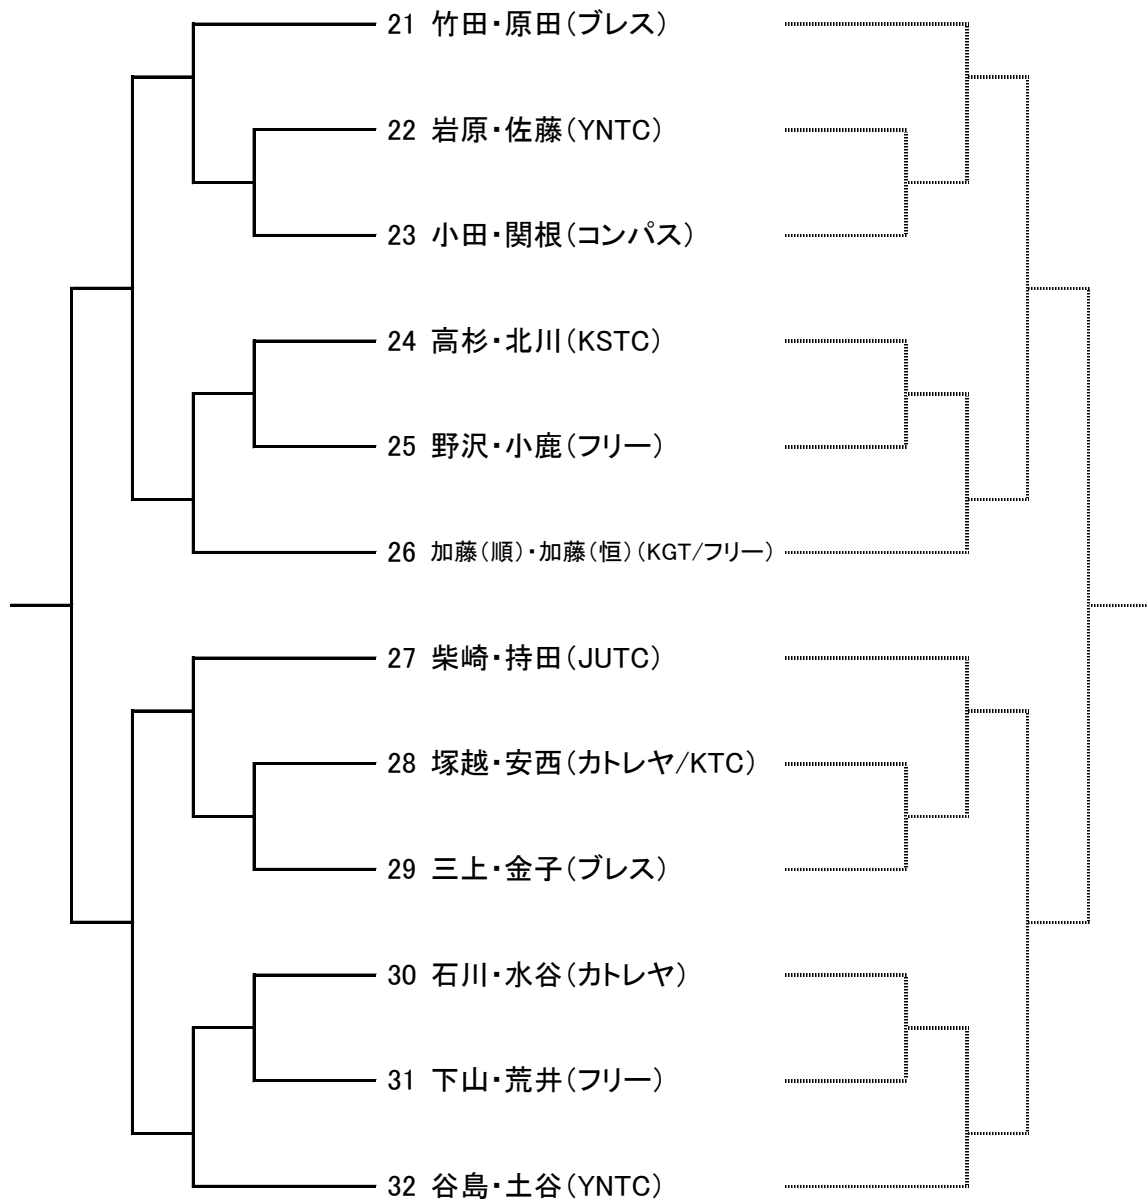 21 竹田・原田(ブレス)
22 岩原・佐藤(YNTC)
23 小田・関根(コンパス)
24 高杉・北川(KSTC)
25 野沢・小鹿(フリー)
26 加藤(順)・加藤(恒)(KGT/フリー)
27 柴崎・持田(JUTC)
28 塚越・安西(カトレヤ/KTC)
29 三上・金子(ブレス)
30 石川・水谷(カトレヤ)
31 下山・荒井(フリー)
32 谷島・土谷(YNTC)